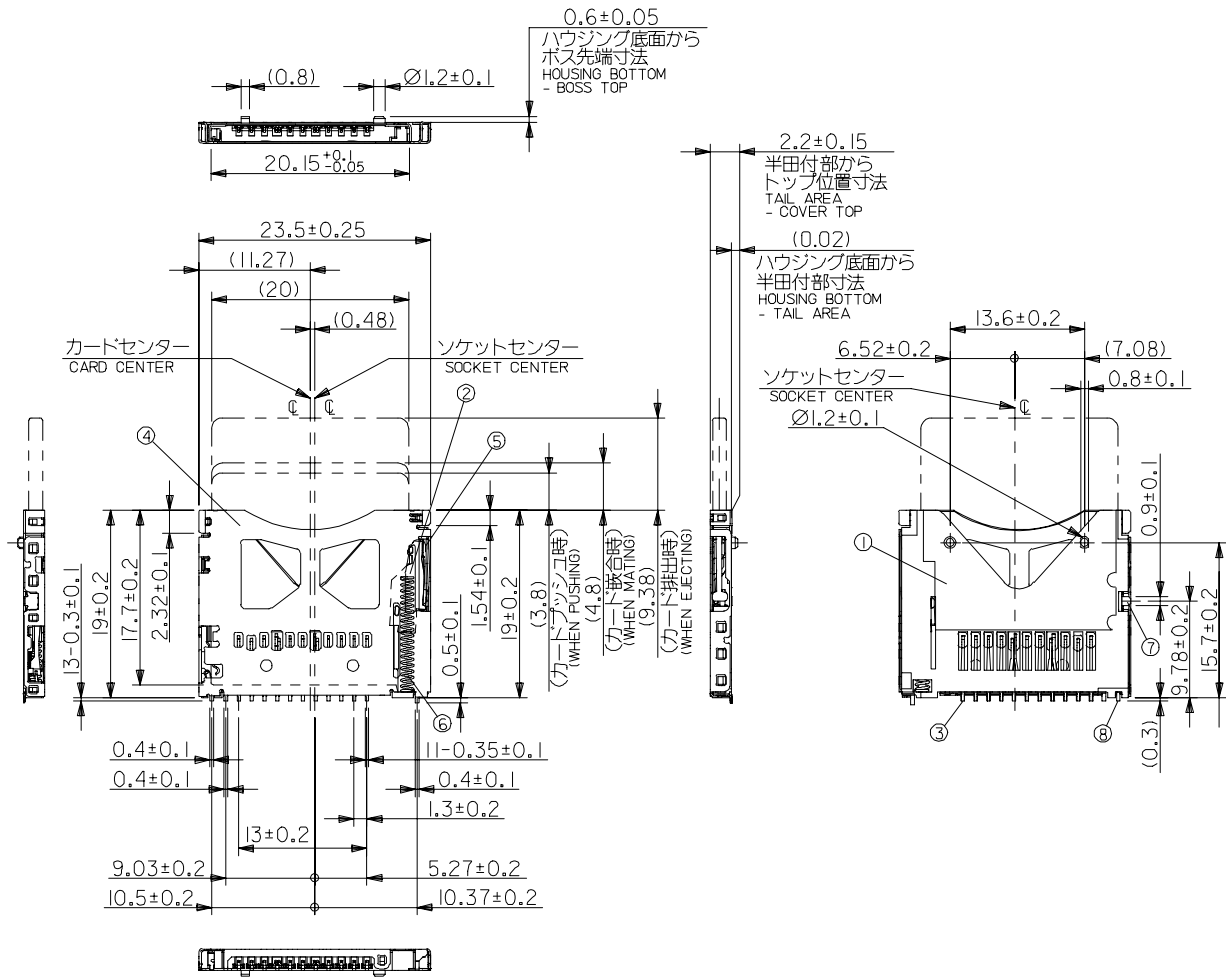 0.6±0.05
ハウジング底面から
ボス先端寸法
HOUSING BOTTOM
- BOSS TOP
(0.8)
Ø1.2±0.1
20.15 +0.1 -0.05
2.2±0.15
半田付部から
トップ位置寸法
TAIL AREA
- COVER TOP
(0.02)
ハウジング底面から
半田付部寸法
HOUSING BOTTOM
- TAIL AREA
23.5±0.25
(11.27)
(20)
(0.48)
カードセンター
CARD CENTER
ソケットセンター
SOCKET CENTER
℄ ℄
②
⑤
④
13-0.3±0.1
19±0.2
17.7±0.2
2.32±0.1
1.54±0.1
19±0.2
0.5±0.1
(3.8)
(カードプッシュ時)
(WHEN PUSHING)
(4.8)
(カード嵌合時)
(WHEN MATING)
(9.38)
(カード排出時)
(WHEN EJECTING)
⑥
0.4±0.1
11-0.35±0.1
0.4±0.1
0.4±0.1
1.3±0.2
13±0.2
9.03±0.2
5.27±0.2
10.5±0.2
10.37±0.2
13.6±0.2
6.52±0.2
(7.08)
ソケットセンター
SOCKET CENTER
℄
0.8±0.1
Ø1.2±0.1
①
0.9±0.1
⑦
9.78±0.2
15.7±0.2
③
⑧
(0.3)